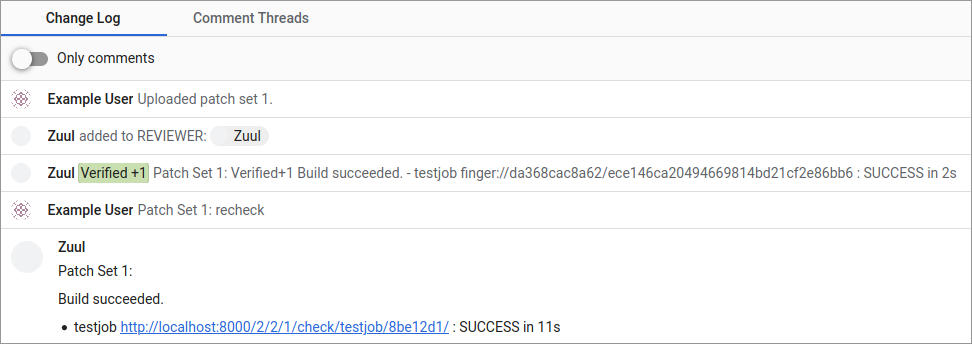 Change Log Comment Threads
Only comments
Example User Uploaded patch set 1.
Zuul added to REVIEWER: Zuul
Zuul Verified +1 Patch Set 1: Verified+1 Build succeeded. - testjob finger://da368cac8a62/ece146ca20494669814bd21cf2e86bb6 : SUCCESS in 2s
Example User Patch Set 1: recheck
Zuul
Patch Set 1:
Build succeeded.
• testjob http://localhost:8000/2/2/1/check/testjob/8be12d1/ : SUCCESS in 11s